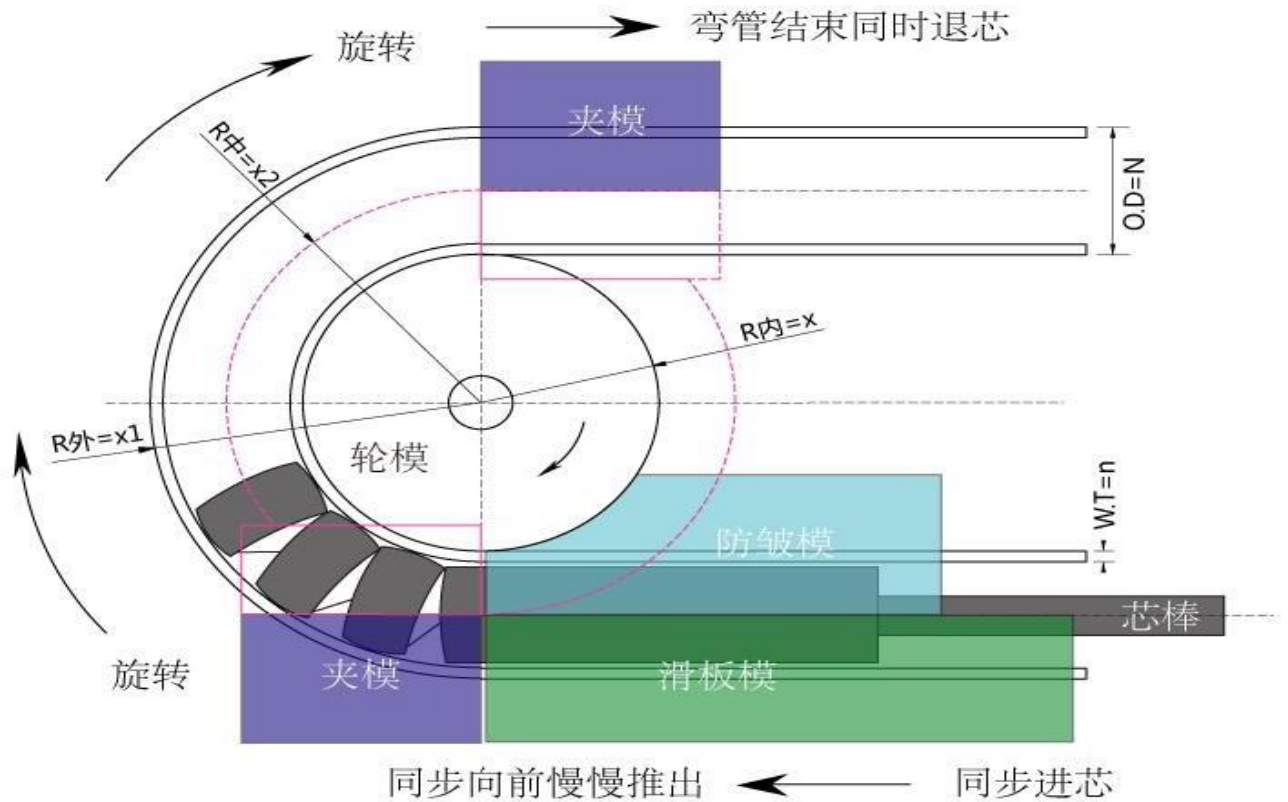 旋转
弯管结束同时退芯
夹模
R中=x2
O.D=N
R内=x
R外=x1
轮模
W.T=n
防皱模
芯棒
旋转
夹模
滑板模
同步向前慢慢推出
同步进芯